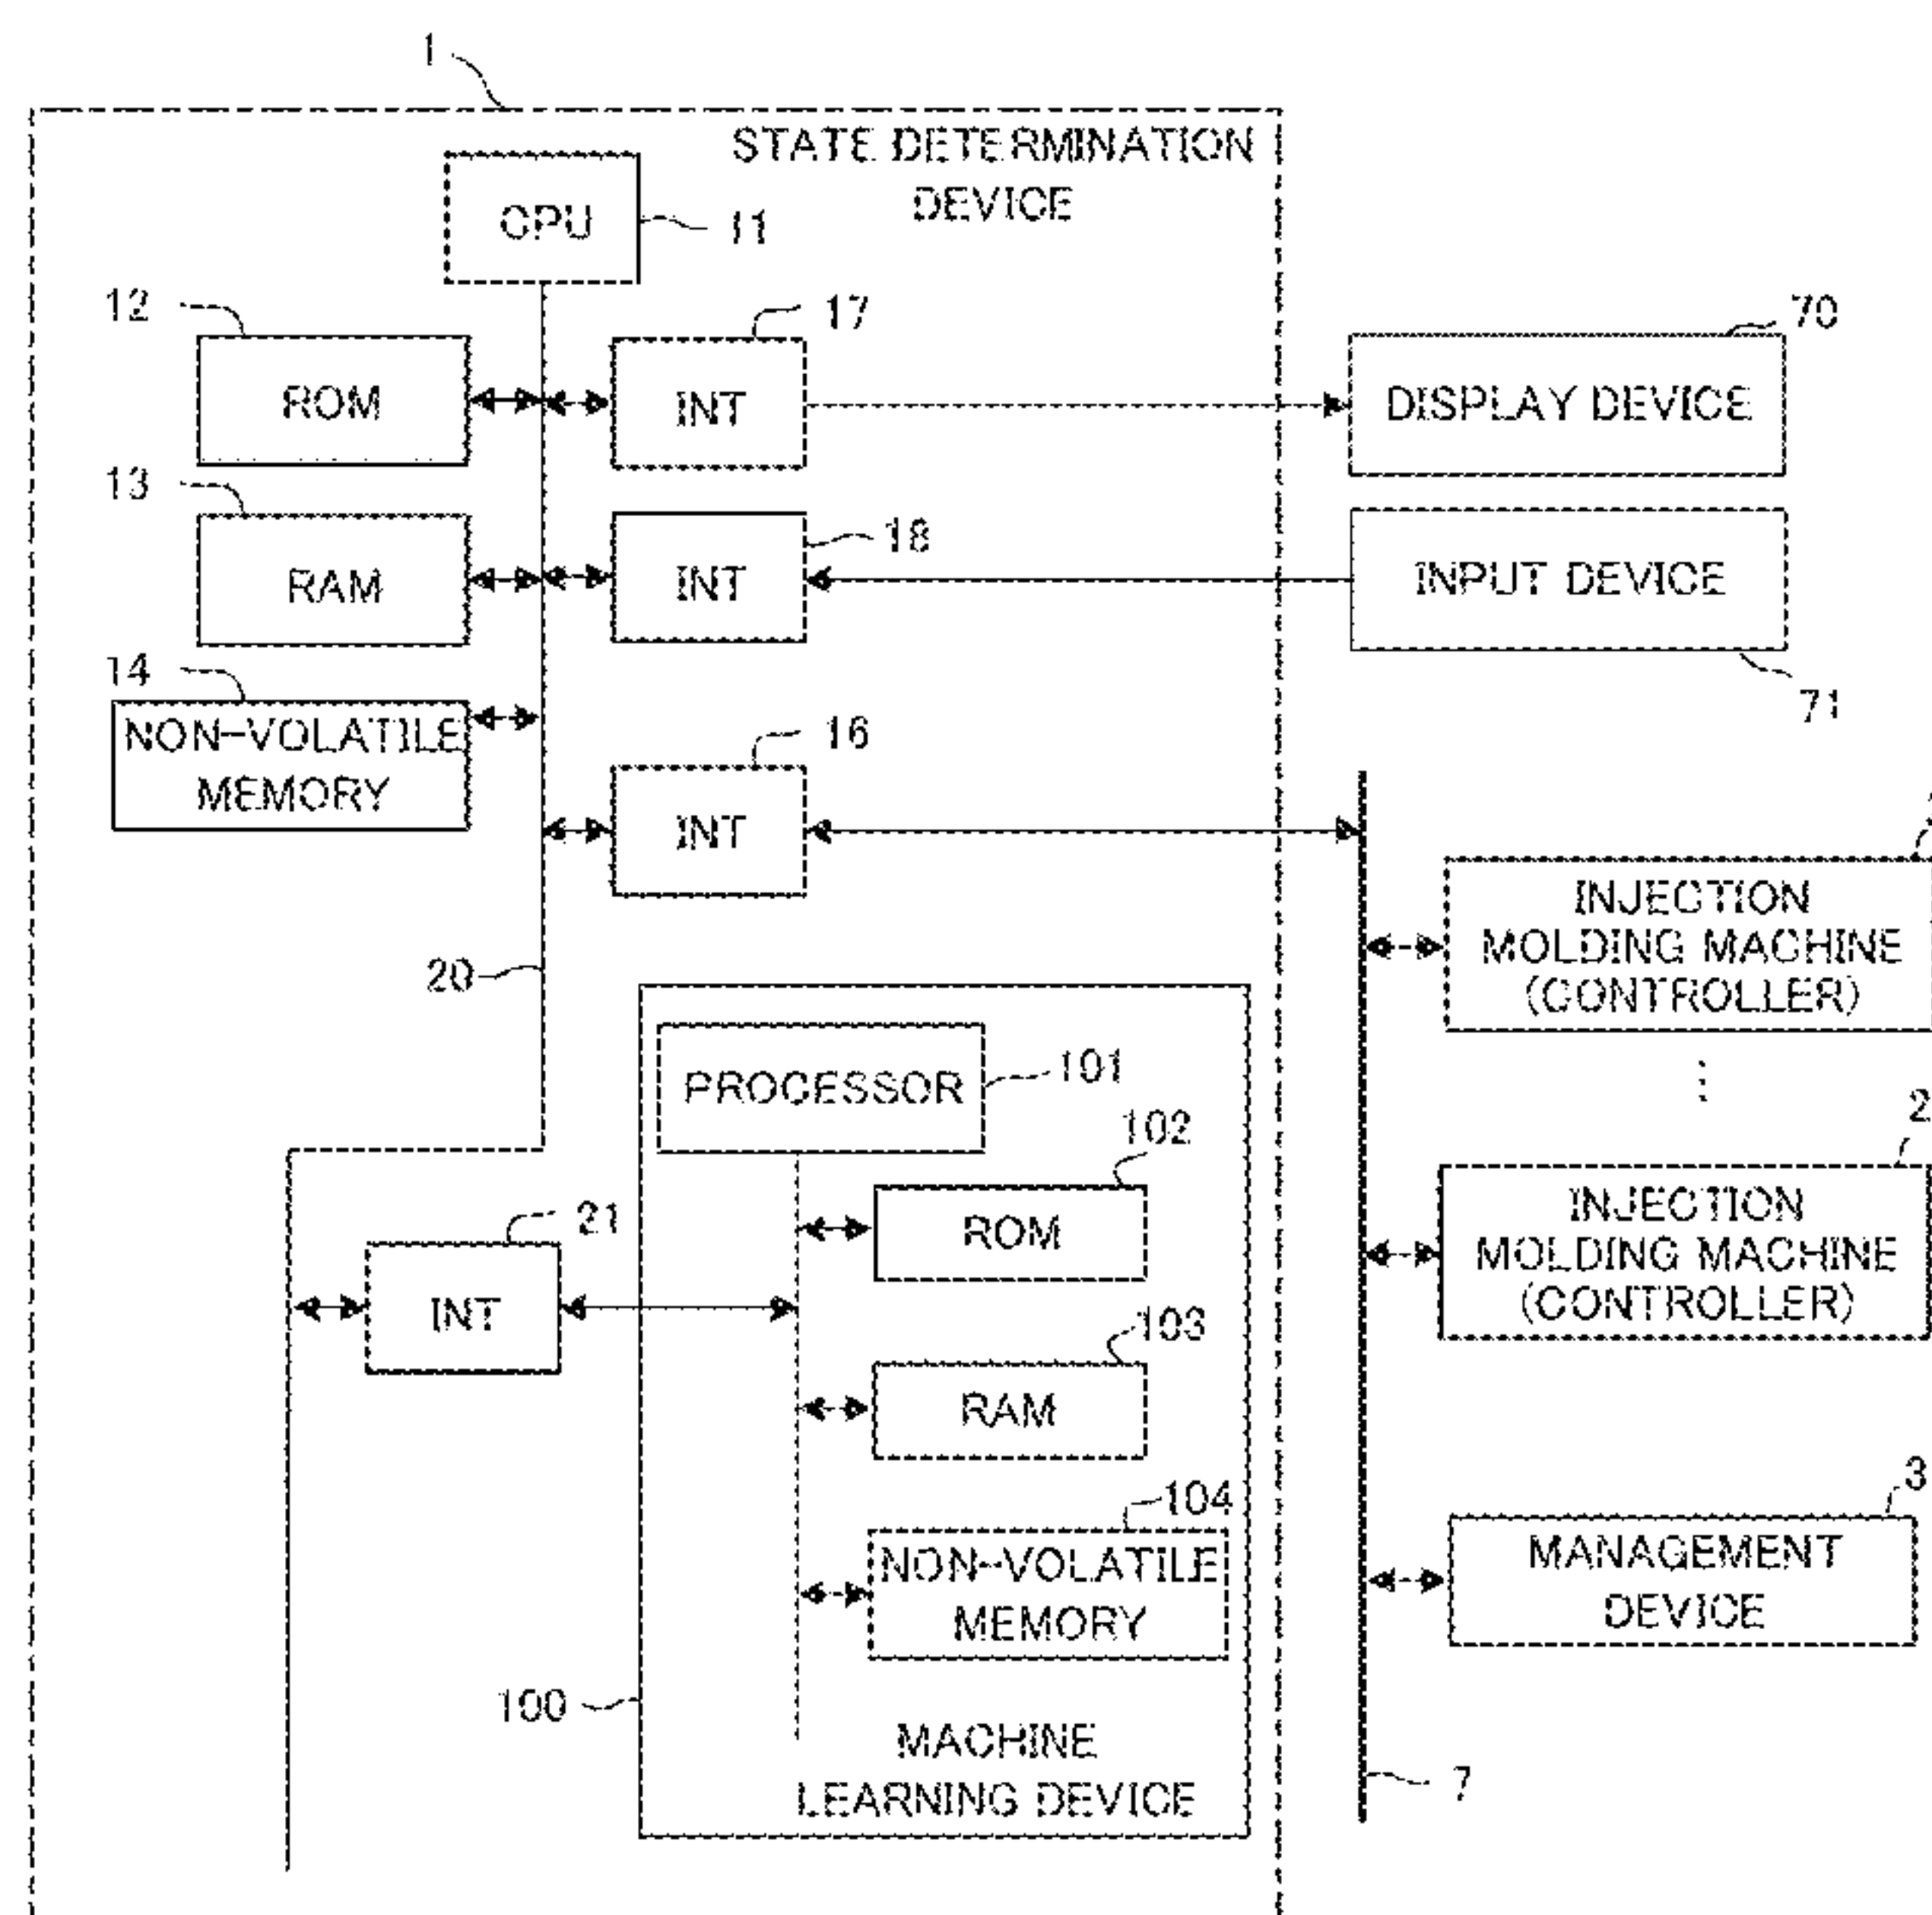 1
STATE DETERMINATION
DEVICE
CPU
11
12
17
70
ROM
INT
DISPLAY DEVICE
13
18
RAM
INT
INPUT DEVICE
14
71
NON-VOLATILE
MEMORY
16
INT
INJECTION
MOLDING MACHINE
(CONTROLLER)
20
PROCESSOR
101
102
2
ROM
INJECTION
MOLDING MACHINE
(CONTROLLER)
21
INT
103
RAM
104
3
NON-VOLATILE
MEMORY
MANAGEMENT
DEVICE
100
MACHINE
LEARNING DEVICE
7